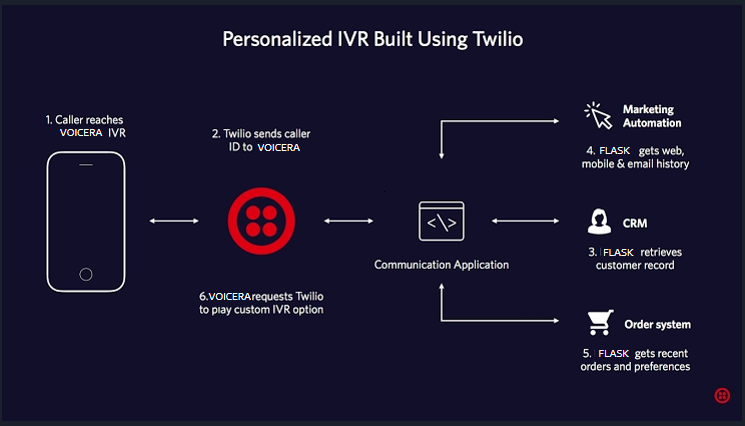 Personalized IVR Built Using Twilio
1. Caller reaches
VOICERA IVR
2. Twilio sends caller
ID to VOICERA
Marketing
Automation
4. FLASK gets web,
mobile & email history
</\>
Communication Application
CRM
3. FLASK retrieves
customer record
6.VOICERA requests Twilio
to play custom IVR option
Order system
5. FLASK gets recent
orders and preferences